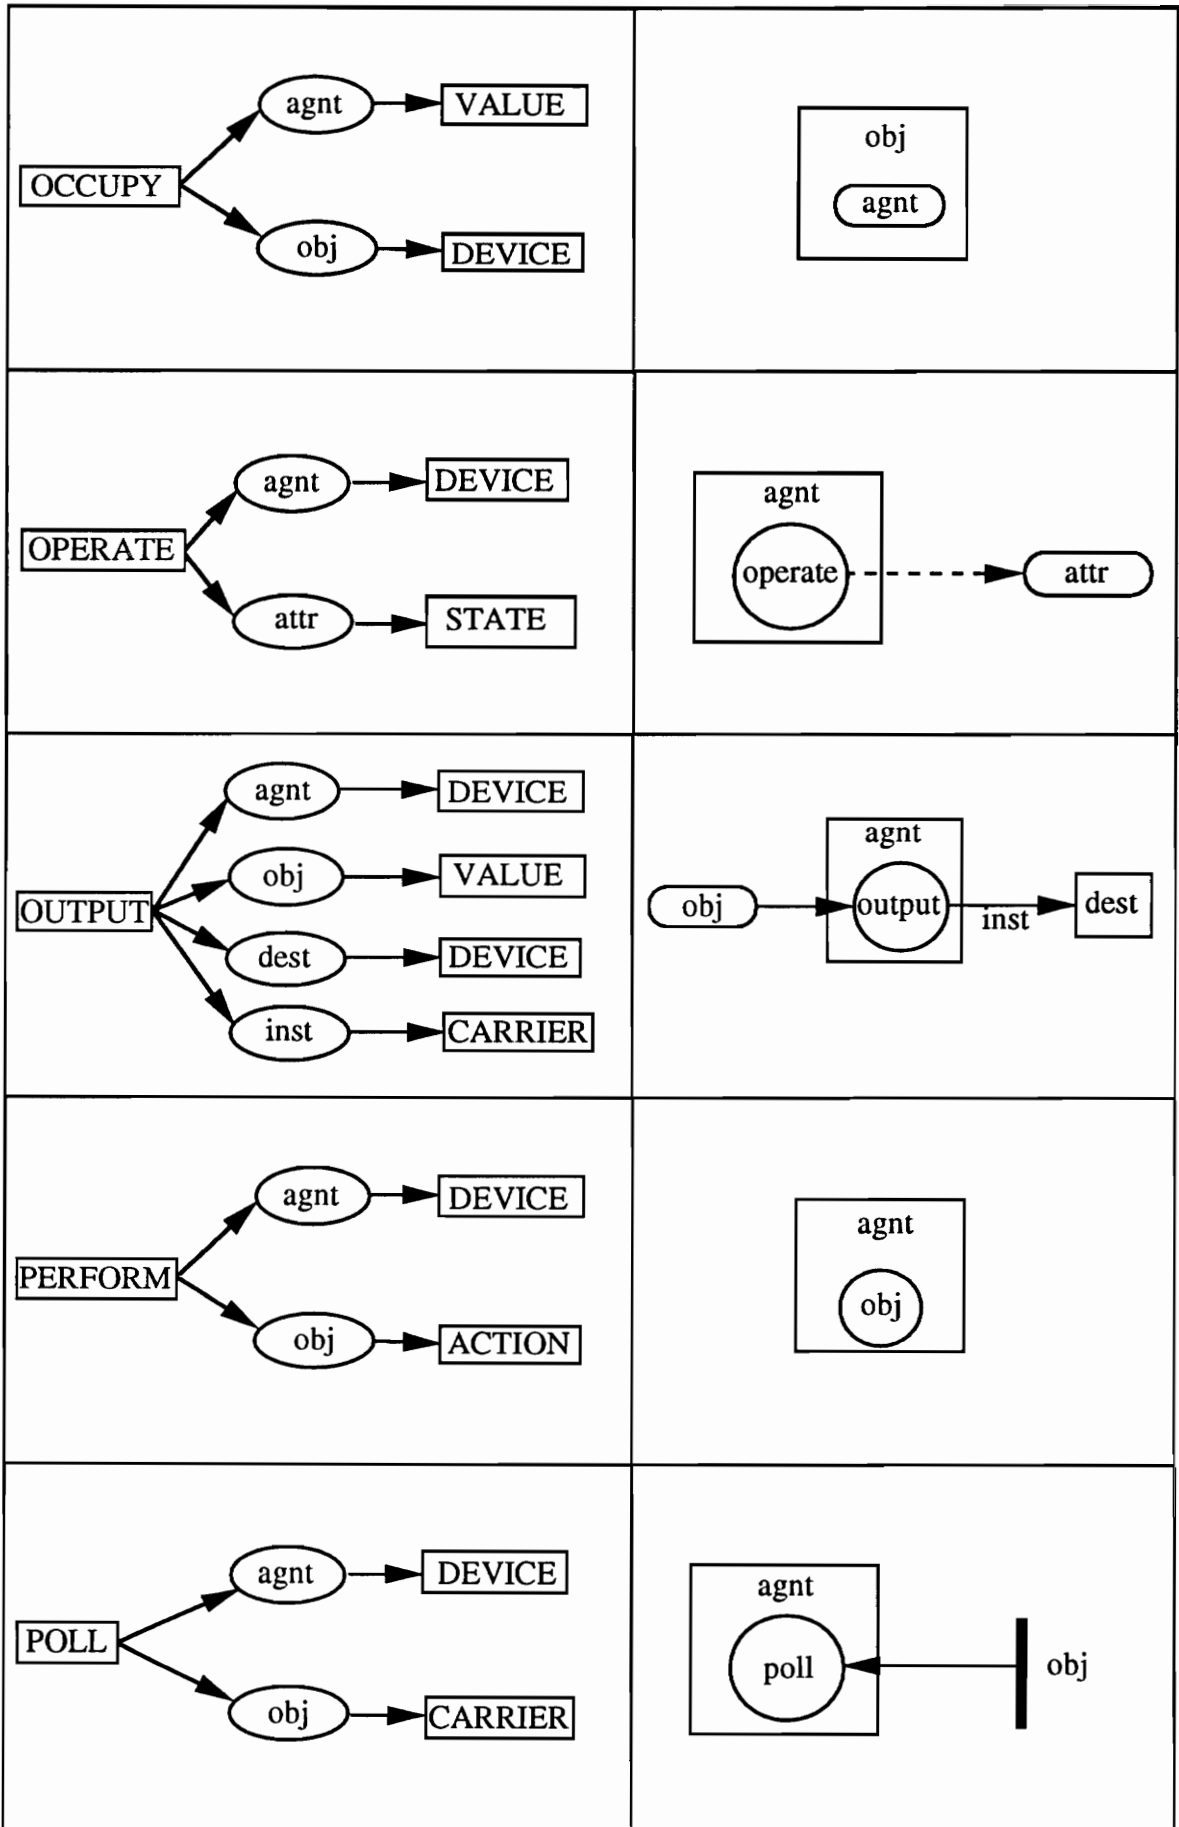 agnt VALUE
OCCUPY
obj DEVICE
obj
agnt
agnt DEVICE
OPERATE
attr STATE
agnt
operate attr
agnt DEVICE
obj VALUE
OUTPUT
dest DEVICE
inst CARRIER
agnt
obj output inst dest
agnt DEVICE
PERFORM
obj ACTION
agnt
obj
agnt DEVICE
POLL
obj CARRIER
agnt
poll obj